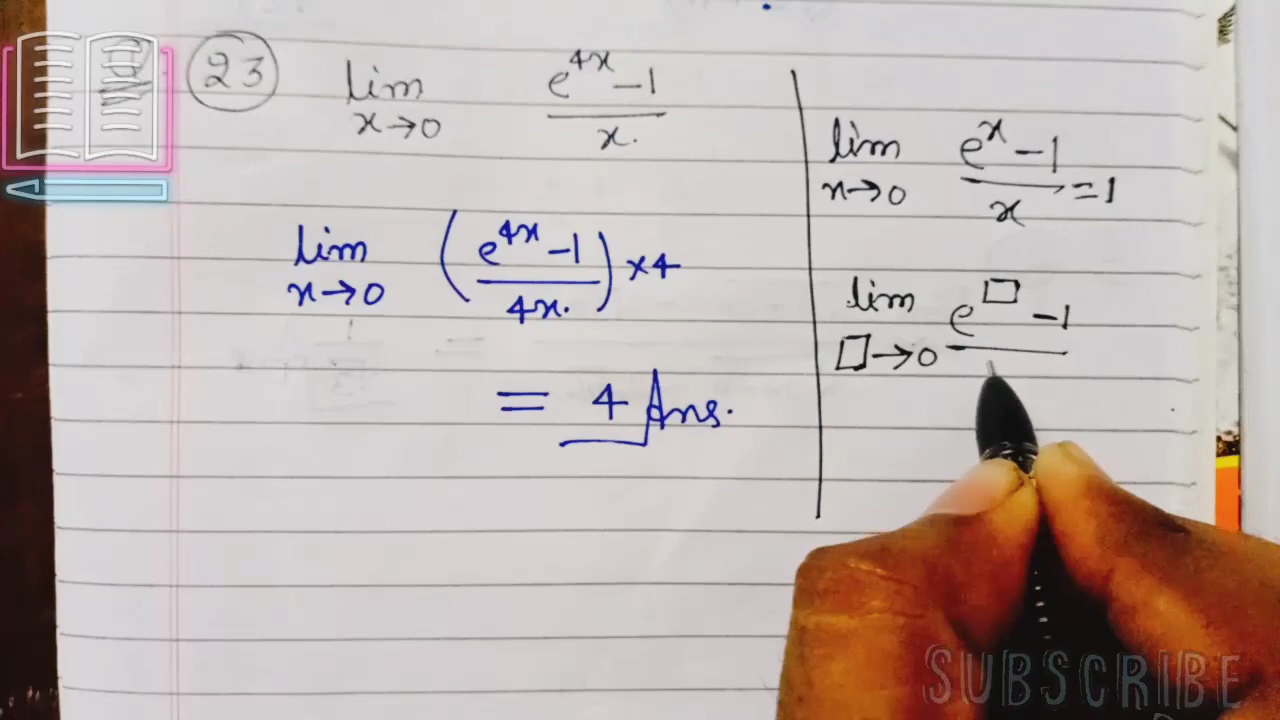 23 lim x→0 e^4x - 1 / x.
lim x→0 (e^4x - 1 / 4x.) × 4
= 4 Ans.
lim x→0 e^x - 1 / x = 1
lim □→0 e^□ - 1
SUBSCRIBE